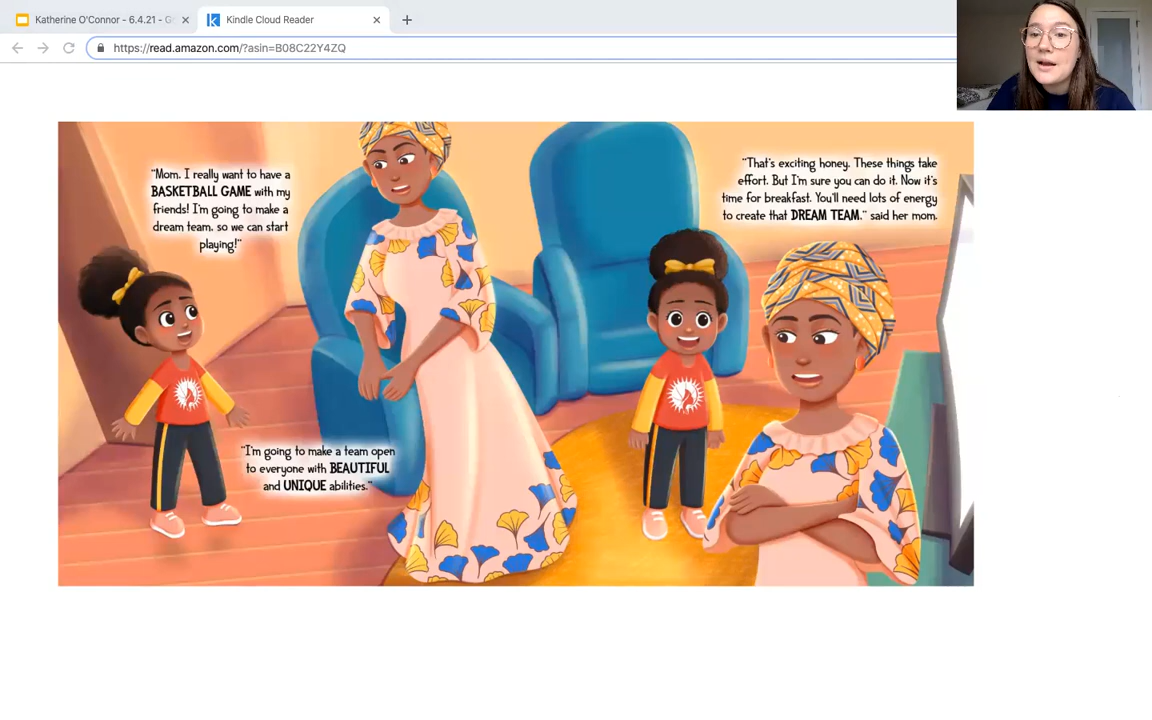 Katherine O'Connor - 6.4.21 - G
Kindle Cloud Reader
https://read.amazon.com/?asin=B08C22Y4ZQ
"Mom, I really want to have a
BASKETBALL GAME with my
friends! I'm going to make a
dream team, so we can start
playing!"
"I'm going to make a team open
to everyone with BEAUTIFUL
and UNIQUE abilities."
"That's exciting honey. These things take
effort. But I'm sure you can do it. Now it's
time for breakfast. You'll need lots of energy
to create that DREAM TEAM." said her mom.